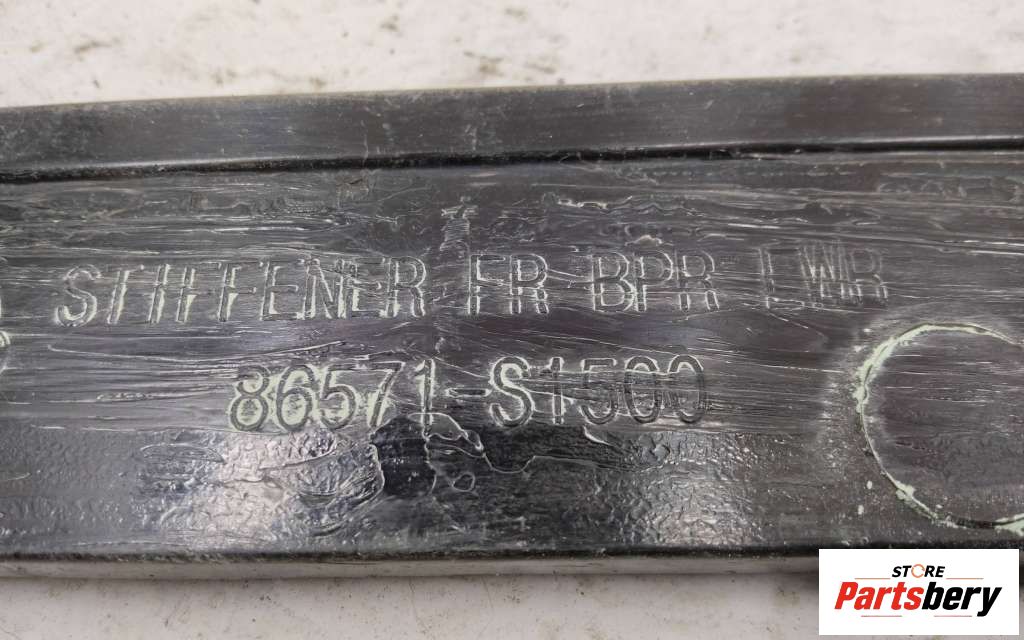 STIFFENER-FR BPR LWR
86571-S1500
STORE
Partsbery